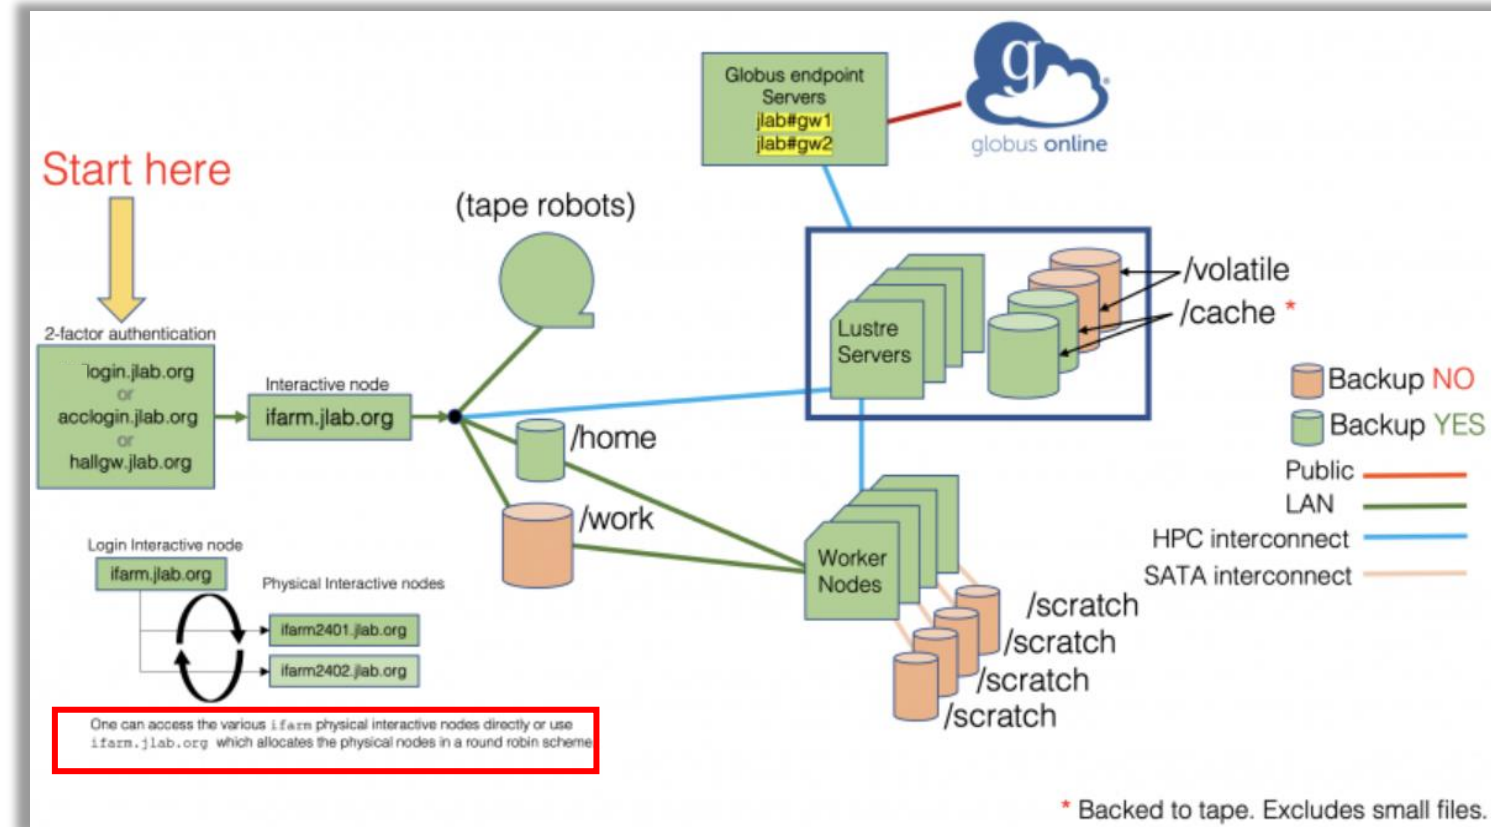 Globus endpoint
Servers
jlab#gw1
jlab#gw2
g
globus online
Start here
(tape robots)
2-factor authentication
login.jlab.org
or
acclogin.jlab.org
or
hallgw.jlab.org
Interactive node
ifarm.jlab.org
/home
/work
Lustre
Servers
/volatile
/cache *
Backup NO
Backup YES
Public
LAN
HPC interconnect
SATA interconnect
Worker
Nodes
/scratch
/scratch
/scratch
/scratch
Login Interactive node
ifarm.jlab.org
Physical Interactive nodes
ifarm2401.jlab.org
ifarm2402.jlab.org
One can access the various ifarm physical interactive nodes directly or use
ifarm.jlab.org which allocates the physical nodes in a round robin scheme
* Backed to tape. Excludes small files.